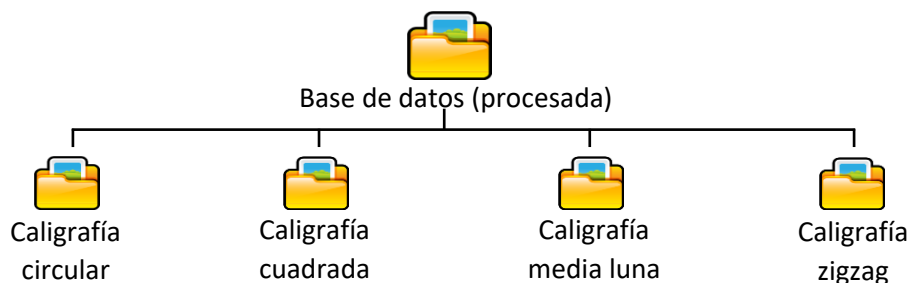 Base de datos (procesada)
Caligrafía
circular
Caligrafía
cuadrada
Caligrafía
media luna
Caligrafía
zigzag